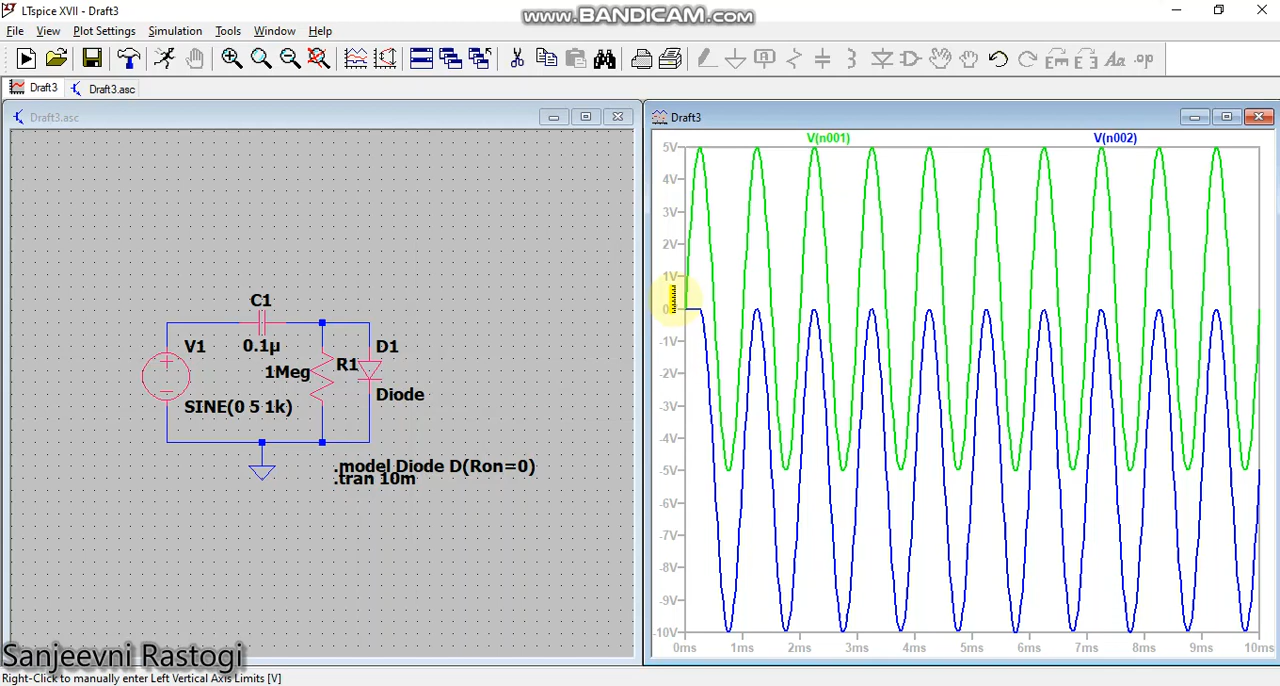 LTspice XVII - Draft3
www.BANDICAM.com
File View Plot Settings Simulation Tools Window Help
Draft3 Draft3.asc
Draft3.asc
Draft3
V(n001) V(n002)
5V
4V
3V
2V
1V
0
-1V
-2V
-3V
-4V
-5V
-6V
-7V
-8V
-9V
-10V
0ms 1ms 2ms 3ms 4ms 5ms 6ms 7ms 8ms 9ms 10ms
C1
V1 0.1µ D1
1Meg R1
Diode
SINE(0 5 1k)
.model Diode D(Ron=0)
.tran 10m
Sanjeevni Rastogi
Right-Click to manually enter Left Vertical Axis Limits [V]